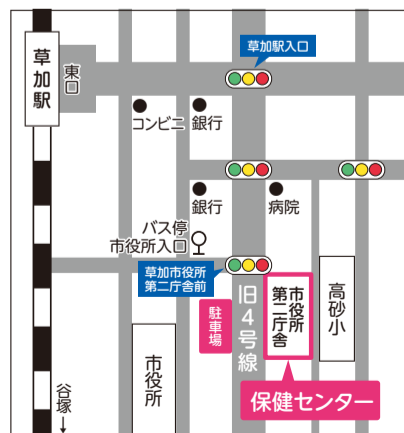 草加駅
東口
草加駅入口
コンビニ
銀行
銀行
病院
バス停
市役所入口
草加市役所
第二庁舎前
駐車場
旧4号線
市役所
第二庁舎
高砂小
市役所
保健センター
谷塚
↓